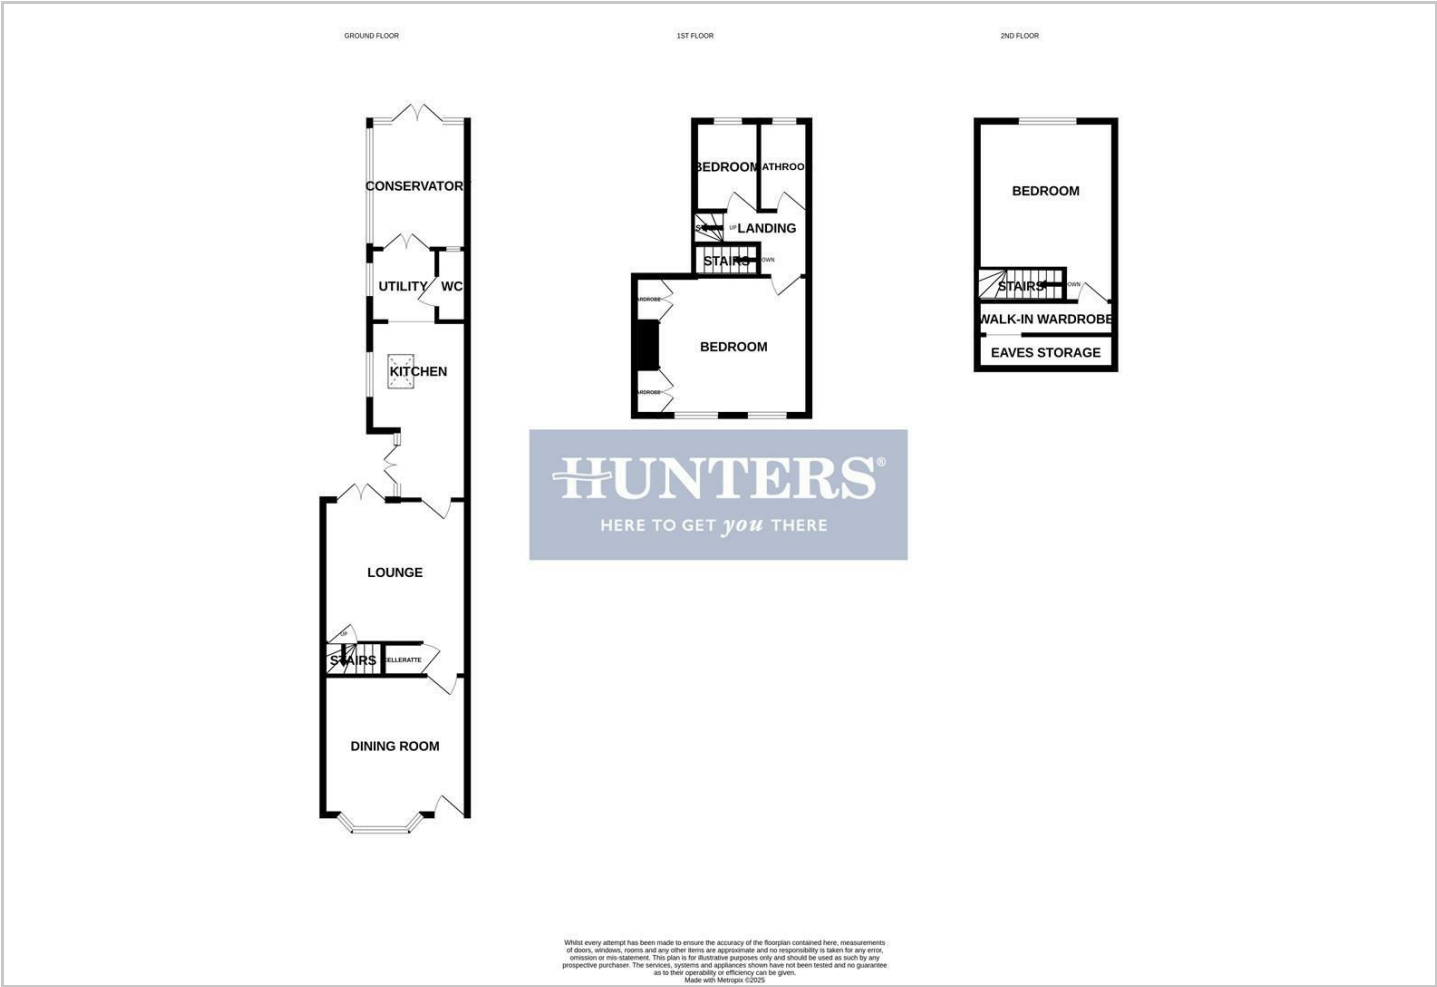 GROUND FLOOR
1ST FLOOR
2ND FLOOR
CONSERVATORY
UTILITY
WC
KITCHEN
LOUNGE
UP
STAIRS
CELLERATTE
DINING ROOM
BEDROOM
BATHROOM
UP
LANDING
STAIRS
DOWN
WARDROBE
BEDROOM
WARDROBE
BEDROOM
STAIRS
DOWN
WALK-IN WARDROBE
EAVES STORAGE
HUNTERS®
HERE TO GET you THERE
Whilst every attempt has been made to ensure the accuracy of the floorplan contained here, measurements
of doors, windows, rooms and any other items are approximate and no responsibility is taken for any error,
omission or mis-statement. This plan is for illustrative purposes only and should be used as such by any
prospective purchaser. The services, systems and appliances shown have not been tested and no guarantee
as to their operability or efficiency can be given.
Made with Metropix ©2025